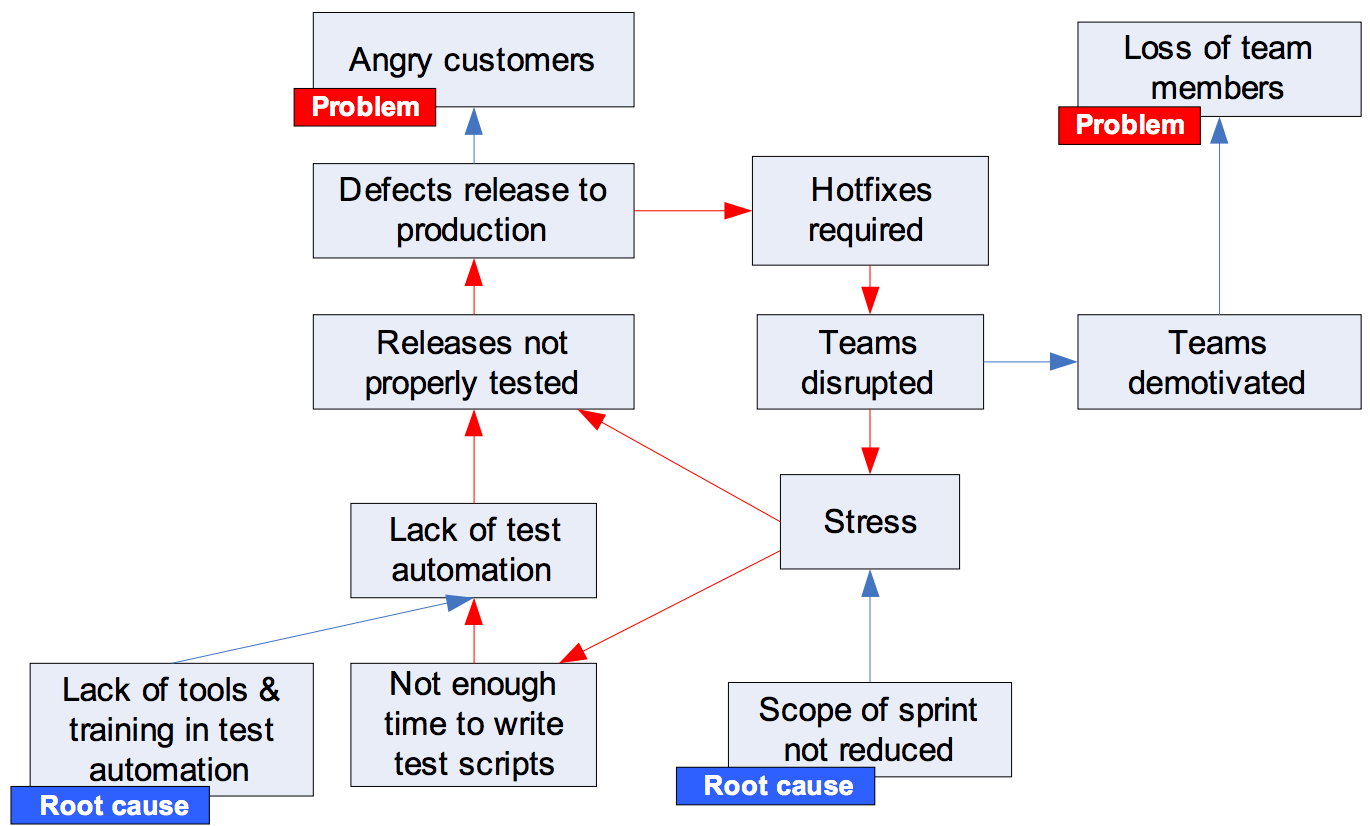 Angry customers
Problem
Loss of team
members
Problem
Defects release to
production
Hotfixes
required
Releases not
properly tested
Teams
disrupted
Teams
demotivated
Lack of test
automation
Stress
Lack of tools &
training in test
automation
Root cause
Not enough
time to write
test scripts
Scope of sprint
not reduced
Root cause